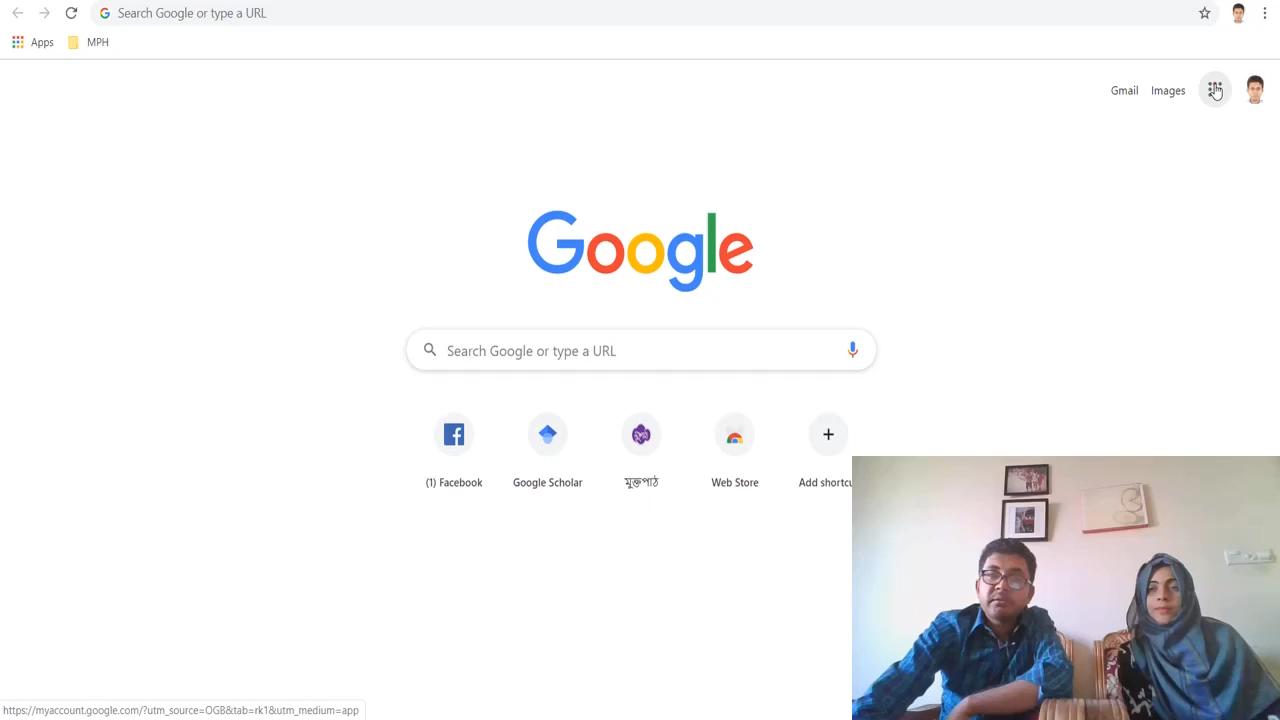 Search Google or type a URL
Apps
MPH
Gmail
Images
Google
Search Google or type a URL
(1) Facebook
Google Scholar
মুক্তপাঠ
Web Store
Add shortcu
https://myaccount.google.com/?utm_source=OGB&tab=rk1&utm_medium=app